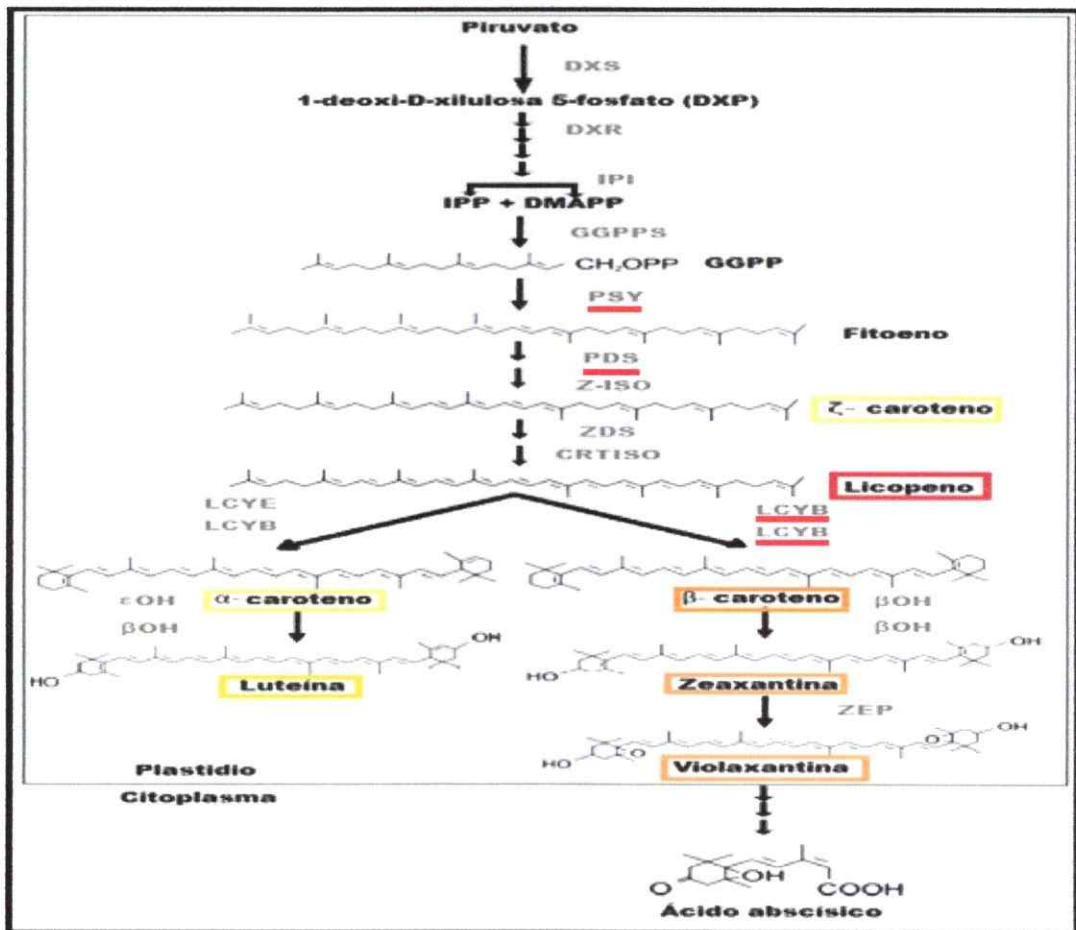 Piruvato
DXS
1-deoxi-D-xilulosa 5-fosfato (DXP)
DXR
IPI
IPP + DMAPP
GGPPS
CH₂OPP GGPP
PSY
Fitoeno
PDS
Z-ISO
ζ- caroteno
ZDS
CRTISO
Licopeno
LCYE
LCYB
LCYB
LCYB
α- caroteno
εOH
βOH
β- caroteno
βOH
βOH
OH
HO
Luteína
OH
HO
Zeaxantina
ZEP
OH
O
O
HO
Violaxantina
Plastidio
Citoplasma
OH
O
COOH
Ácido abscísico